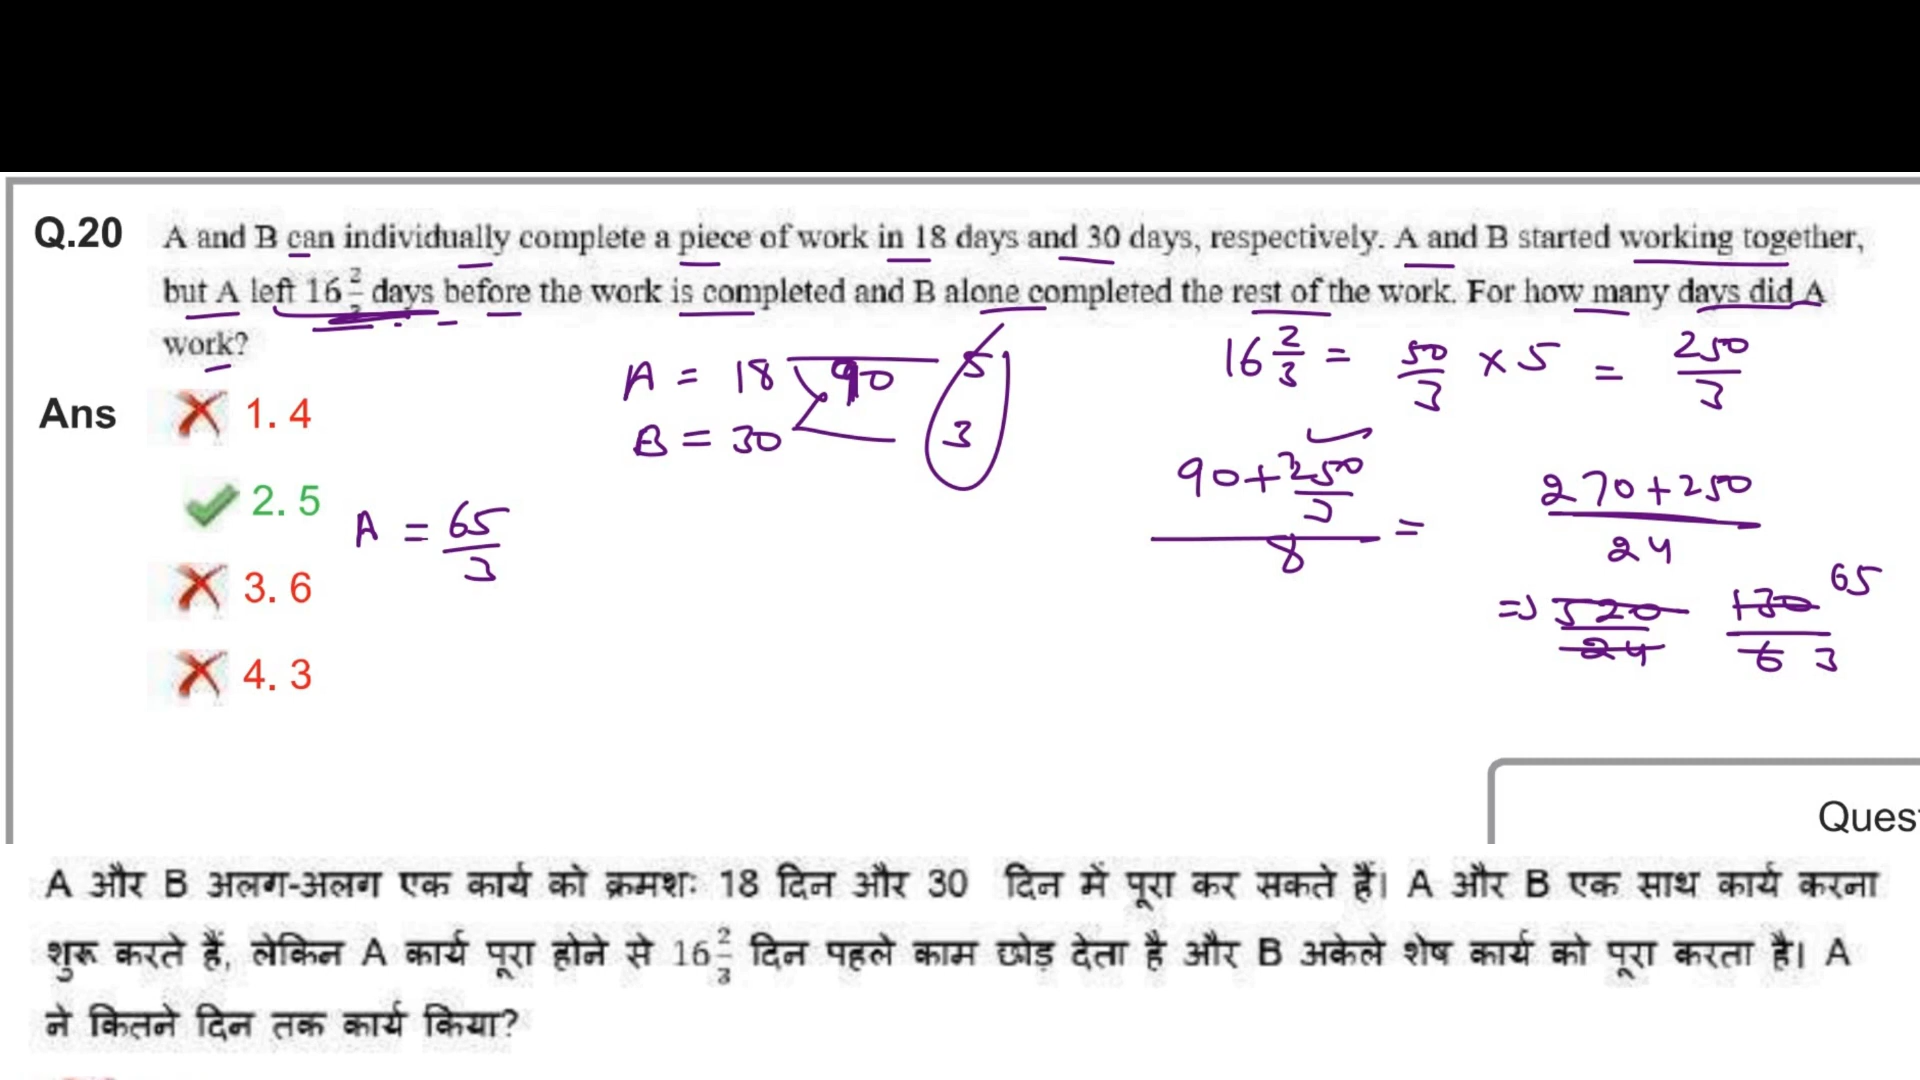 Q.20 A and B can individually complete a piece of work in 18 days and 30 days, respectively. A and B started working together,
but A left 16 2/3 days before the work is completed and B alone completed the rest of the work. For how many days did A
work?
Ans 1. 4
2. 5
3. 6
4. 3
A = 18 90 5
B = 30 3
A = 65/3
16 2/3 = 50/3 × 5 = 250/3
90 + 250/3 / 8 = 270 + 250 / 24
⇒ 520/24 130/6 65 3
Ques
A और B अलग-अलग एक कार्य को क्रमशः 18 दिन और 30 दिन में पूरा कर सकते हैं। A और B एक साथ कार्य करना
शुरू करते हैं, लेकिन A कार्य पूरा होने से 16 2/3 दिन पहले काम छोड़ देता है और B अकेले शेष कार्य को पूरा करता है। A
ने कितने दिन तक कार्य किया?